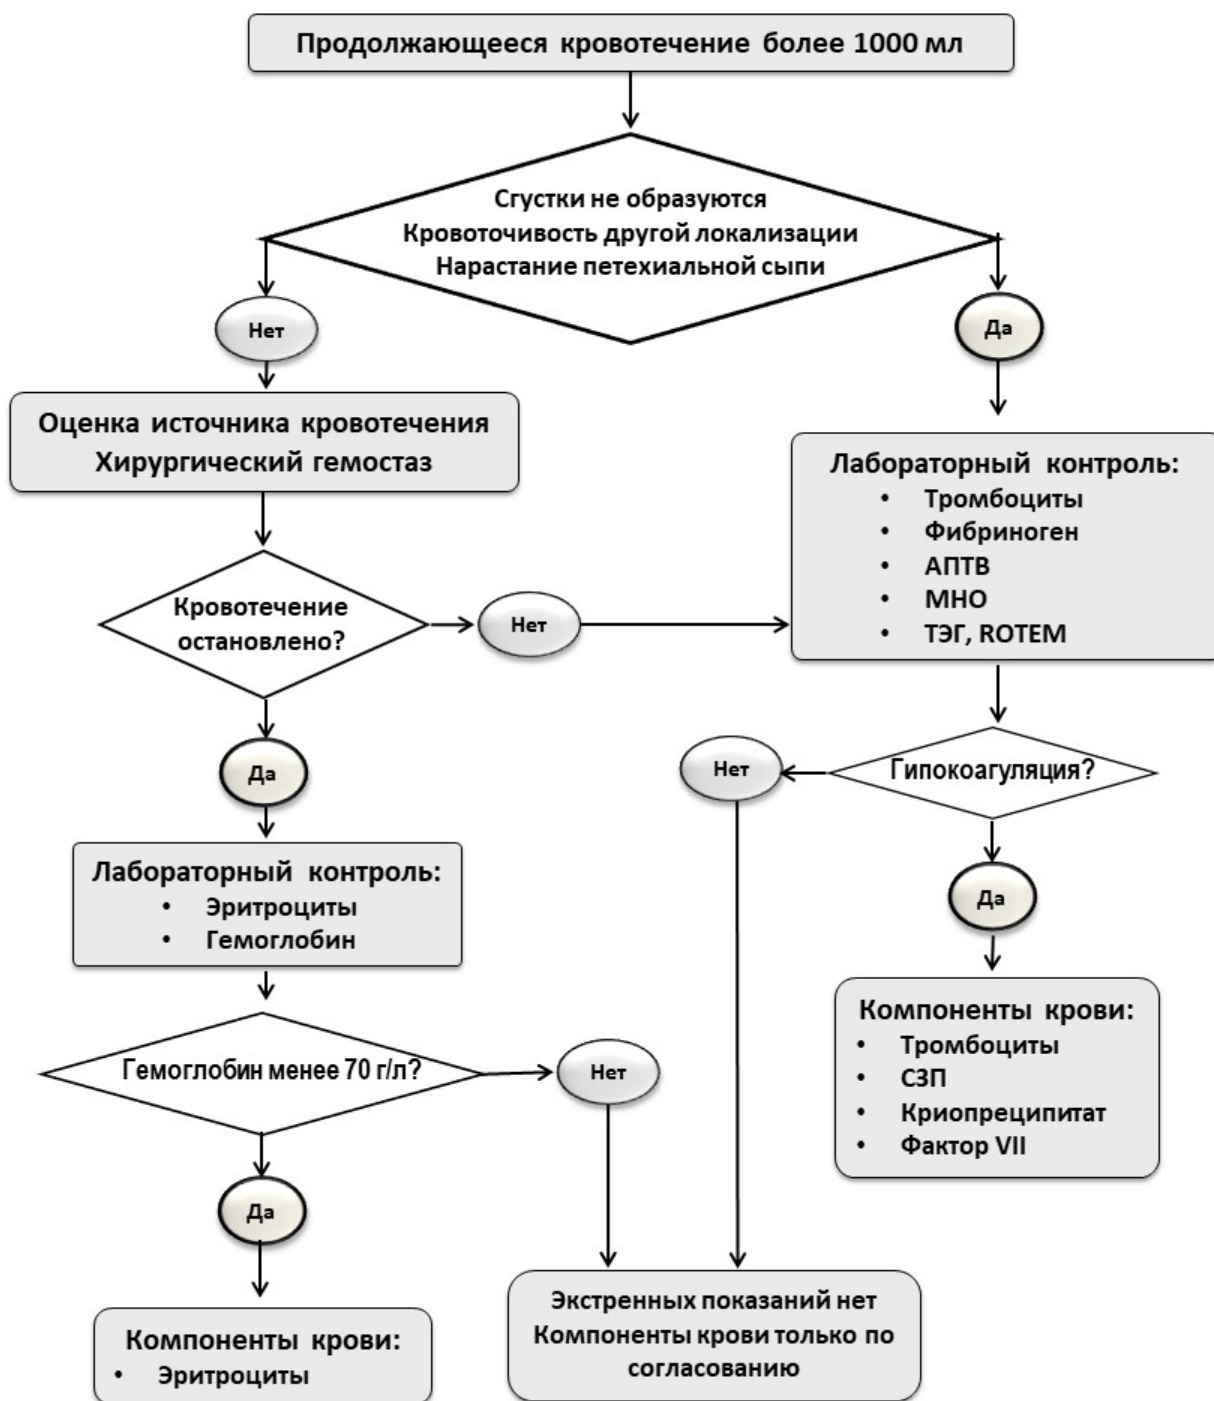 Продолжающееся кровотечение более 1000 мл
Сгустки не образуются
Кровоточивость другой локализации
Нарастание петехиальной сыпи
Нет
Да
Оценка источника кровотечения
Хирургический гемостаз
Лабораторный контроль:
• Тромбоциты
• Фибриноген
• АПТВ
• МНО
• ТЭГ, ROTEM
Кровотечение
остановлено?
Нет
Да
Гипокоагуляция?
Нет
Да
Лабораторный контроль:
• Эритроциты
• Гемоглобин
Компоненты крови:
• Тромбоциты
• СЗП
• Криопреципитат
• Фактор VII
Гемоглобин менее 70 г/л?
Нет
Да
Экстренных показаний нет
Компоненты крови только по
согласованию
Компоненты крови:
• Эритроциты